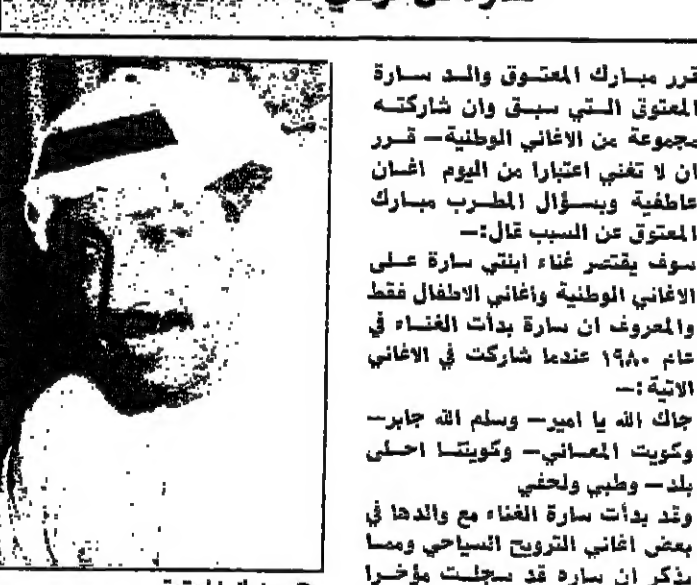 قرر مبارك المعتوق والد سارة
المعتوق التي سبق وان شاركته
مجموعة من الاغاني الوطنية— قرر
ان لا تغني اعتبارا من اليوم اغان
عاطفية وبسؤال المطرب مبارك
المعتوق عن السبب قال:—
سوف يقتصر غناء ابنتي سارة على
الاغاني الوطنية وأغاني الاطفال فقط
والمعروف ان سارة بدأت الغناء في
عام ١٩٨٠ عندما شاركت في الاغاني
الاتية:—
جاك الله يا امير— وسلم الله جابر—
وكويت المعاني— وكويتنا احلى
بلد— وطبي ولحفي
وقد بدأت سارة الغناء مع والدها في
بعض اغاني الترويح السياحي ومما
يذكر ان ساره قد سجلت مؤخرا